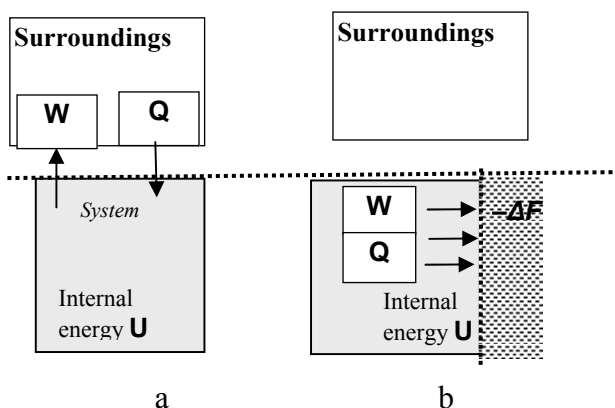 Surroundings
W
Q
System
Internal
energy U
a
Surroundings
W
Q
–ΔF
Internal
energy U
b